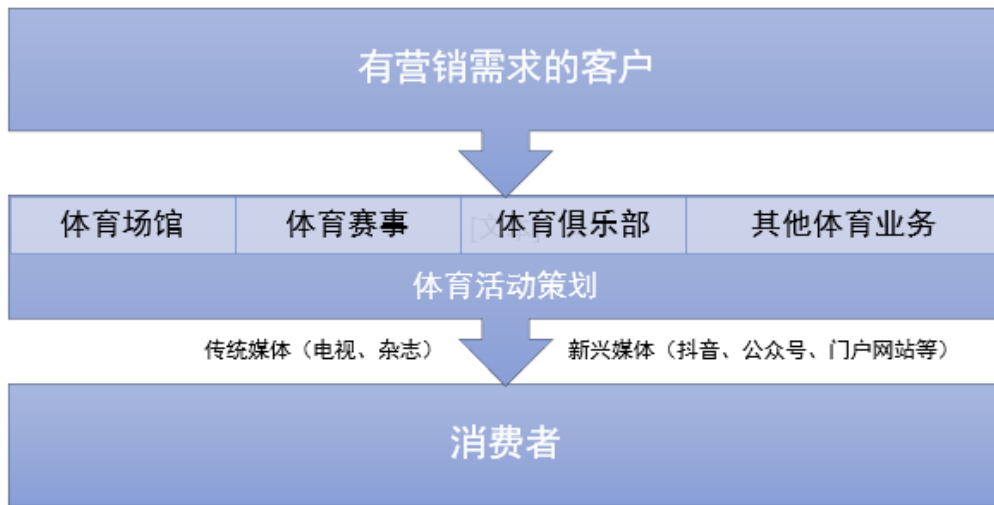 有营销需求的客户
体育场馆 体育赛事 体育俱乐部 其他体育业务
体育活动策划
传统媒体（电视、杂志） 新兴媒体（抖音、公众号、门户网站等）
消费者